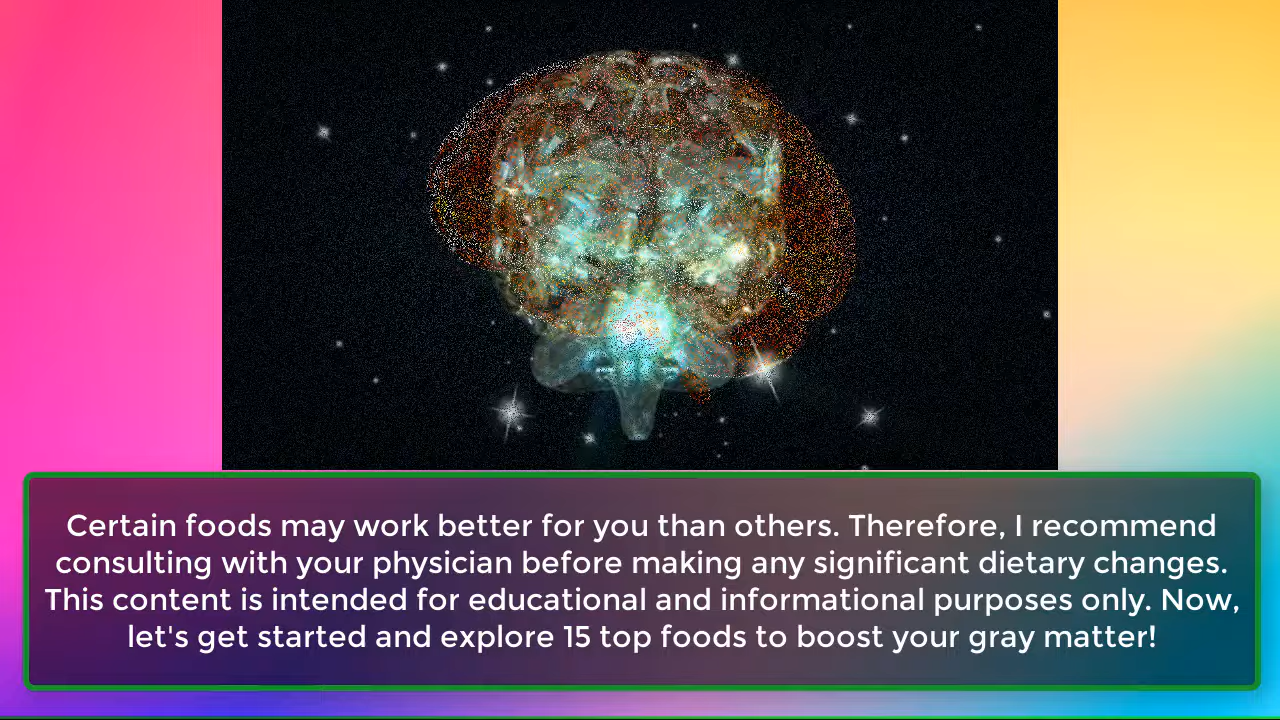 Certain foods may work better for you than others. Therefore, I recommend
consulting with your physician before making any significant dietary changes.
This content is intended for educational and informational purposes only. Now,
let's get started and explore 15 top foods to boost your gray matter!